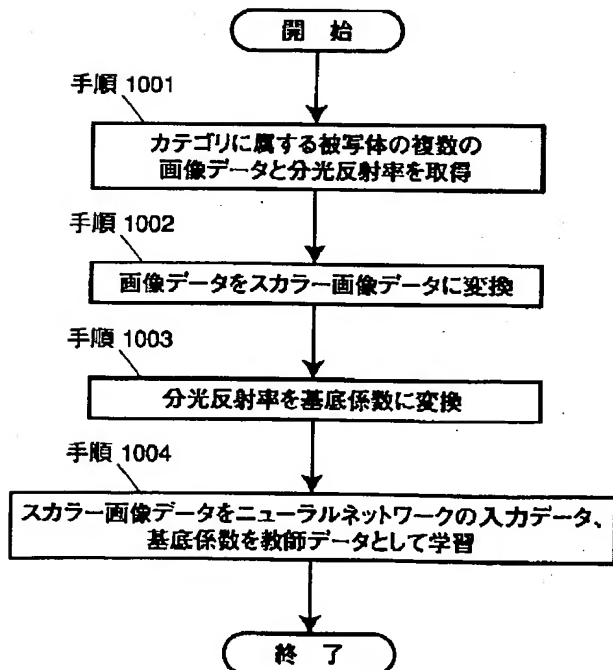 開 始
手順 1001
カテゴリに属する被写体の複数の
画像データと分光反射率を取得
手順 1002
画像データをスカラー画像データに変換
手順 1003
分光反射率を基底係数に変換
手順 1004
スカラー画像データをニューラルネットワークの入力データ、
基底係数を教師データとして学習
終 了